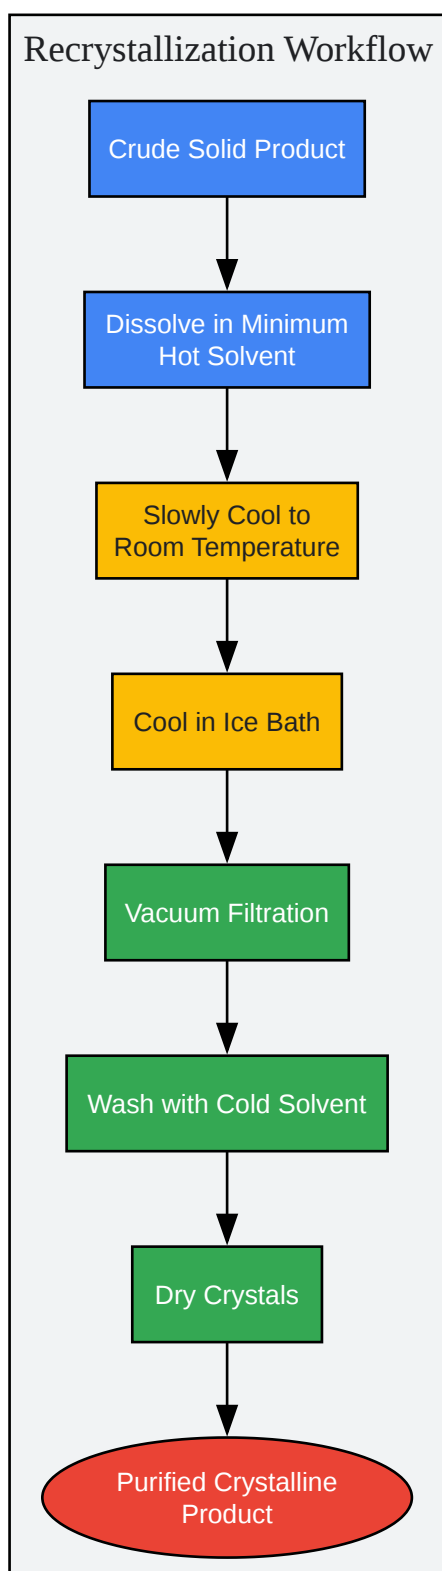 Recrystallization Workflow
Crude Solid Product
Dissolve in Minimum
Hot Solvent
Slowly Cool to
Room Temperature
Cool in Ice Bath
Vacuum Filtration
Wash with Cold Solvent
Dry Crystals
Purified Crystalline
Product